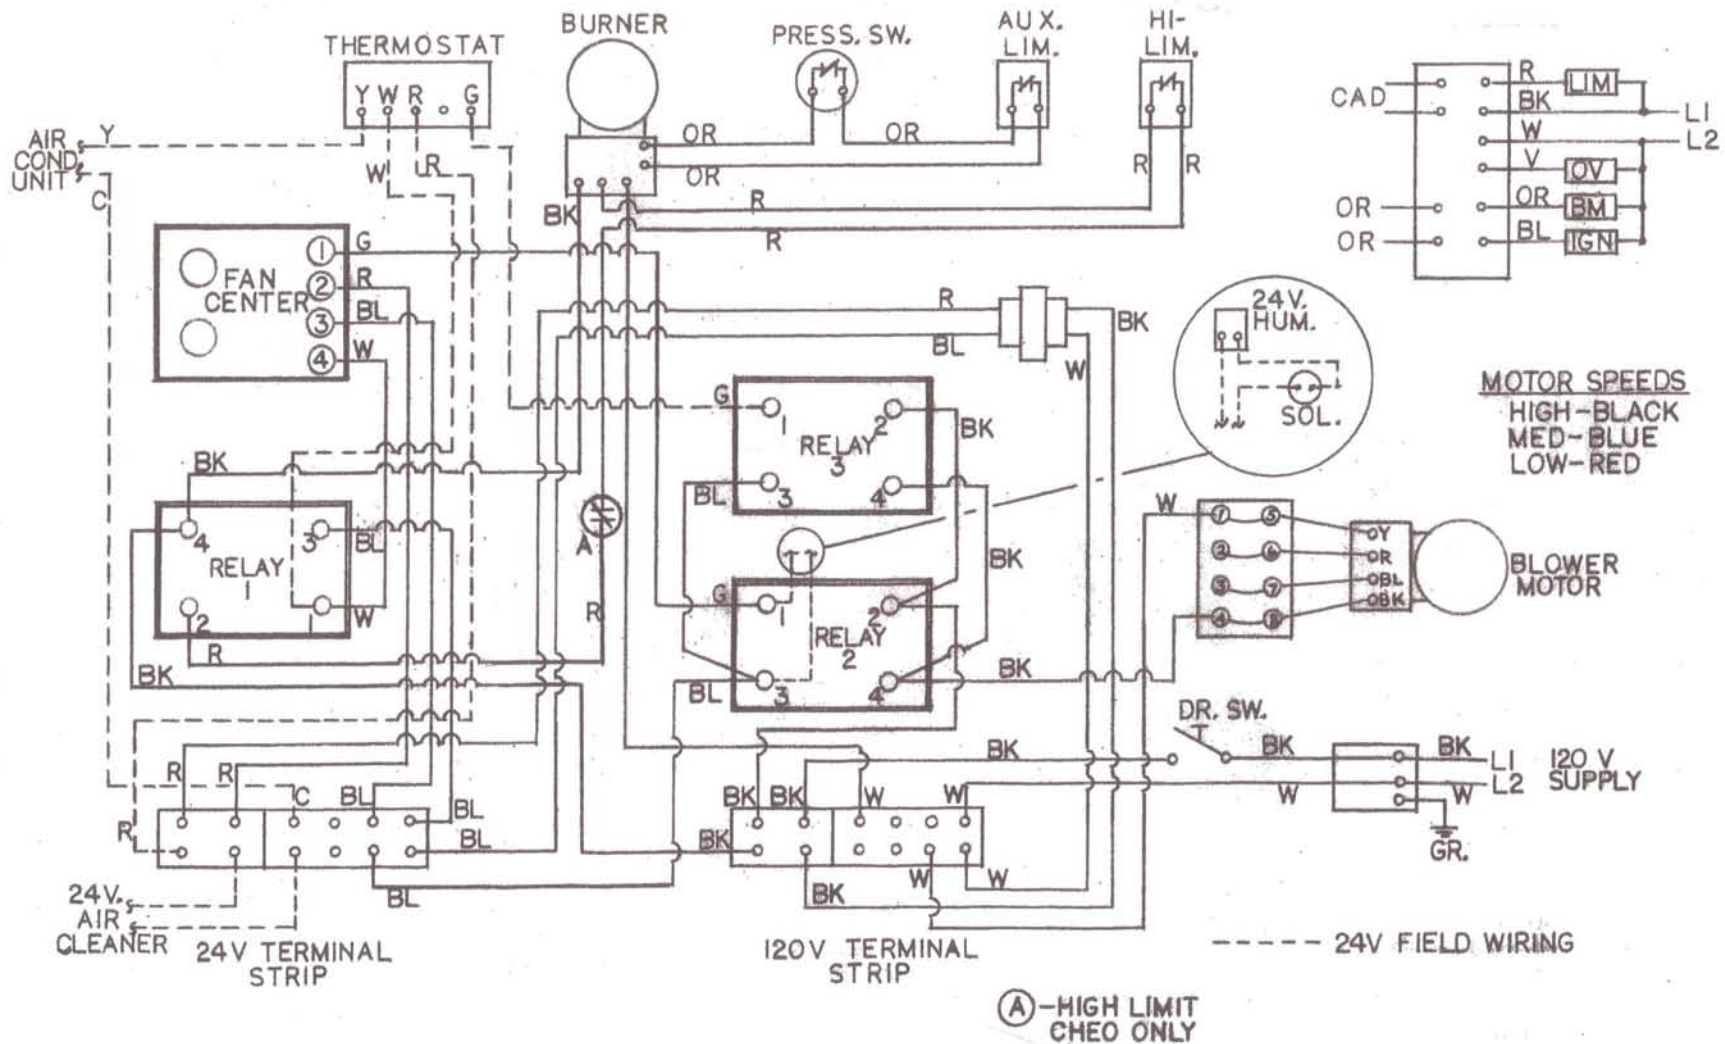 THERMOSTAT
Y W R G
BURNER
PRESS. SW.
AUX.
LIM.
HI-
LIM.
CAD
R
LIM
BK
L1
W
L2
V
OV
OR
OR
BM
OR
BL
IGN
AIR
COND
UNIT
Y
C
W
R
OR
OR
OR
R
R
BK
R
R
FAN
CENTER
1
G
2
R
3
BL
4
W
R
BL
BK
W
24V.
HUM.
SOL.
MOTOR SPEEDS
HIGH-BLACK
MED-BLUE
LOW-RED
G
1
2
RELAY
3
3
4
BK
BL
BK
BK
4
3
BL
RELAY
1
2
1
W
R
BK
A
R
G
1
2
RELAY
2
3
4
BL
BK
W
1
5
2
6
3
7
4
8
Y
R
BL
BK
BLOWER
MOTOR
DR. SW.
BK
BK
BK
L1
L2
120 V
SUPPLY
W
W
GR.
R
R
C
BL
BL
R
BL
BL
24V.
AIR
CLEANER
24V TERMINAL
STRIP
BK
BK
W
W
BK
BK
W
W
120V TERMINAL
STRIP
24V FIELD WIRING
A -HIGH LIMIT
CHEO ONLY